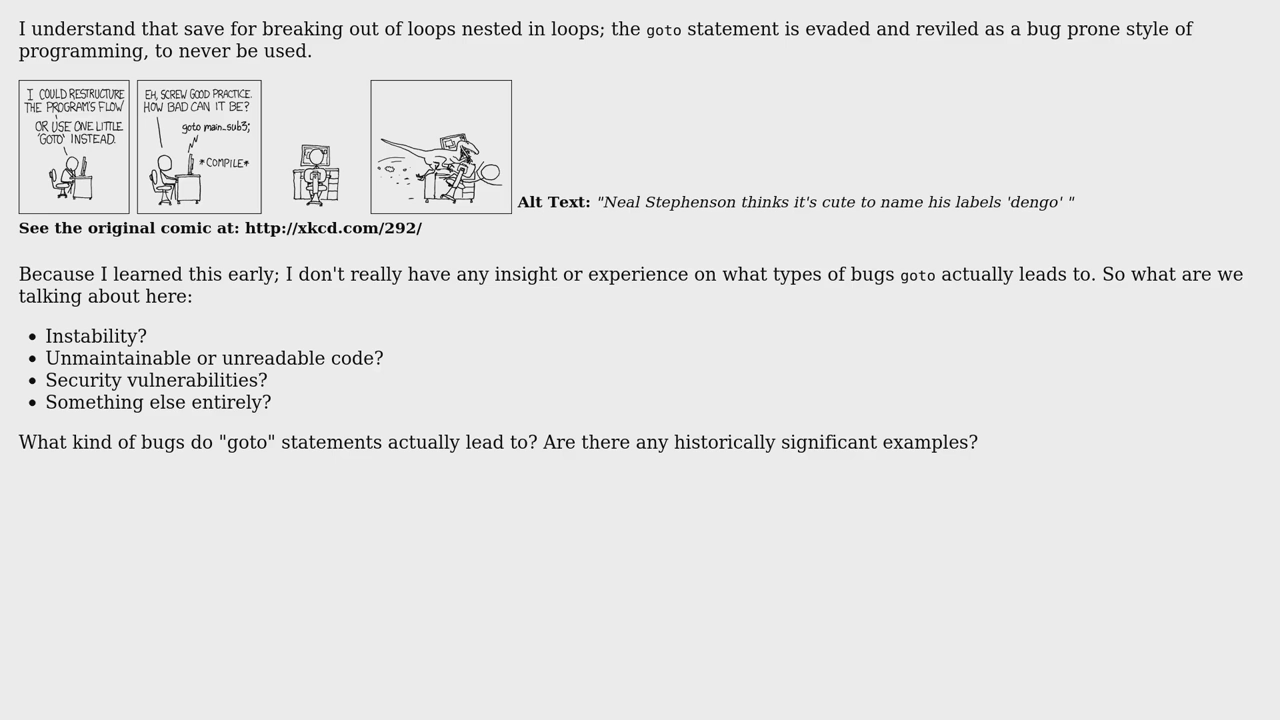 I understand that save for breaking out of loops nested in loops; the goto statement is evaded and reviled as a bug prone style of
programming, to never be used.
I COULD RESTRUCTURE
THE PROGRAM'S FLOW
OR USE ONE LITTLE
'GOTO' INSTEAD.
EH, SCREW GOOD PRACTICE.
HOW BAD CAN IT BE?
goto main_sub3;
*COMPILE*
Alt Text: "Neal Stephenson thinks it's cute to name his labels 'dengo' "
See the original comic at: http://xkcd.com/292/
Because I learned this early; I don't really have any insight or experience on what types of bugs goto actually leads to. So what are we
talking about here:
• Instability?
• Unmaintainable or unreadable code?
• Security vulnerabilities?
• Something else entirely?
What kind of bugs do "goto" statements actually lead to? Are there any historically significant examples?